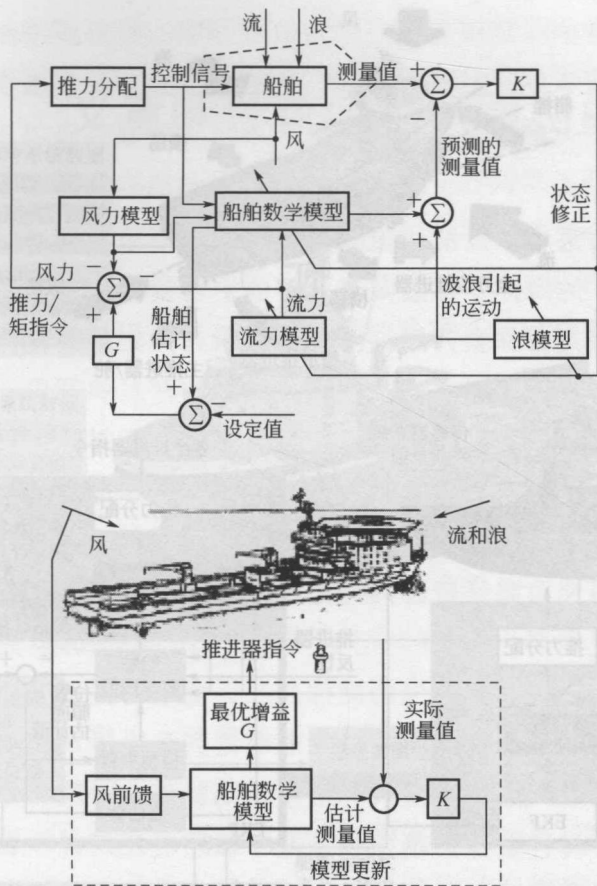 流
浪
推力分配
控制信号
船舶
测量值
+
Σ
K
−
风
预测的
测量值
风力模型
船舶数学模型
+
Σ
+
状态
修正
风力
−
Σ
−
推力/
矩指令
+
G
船舶
估计
状态
流力
流力模型
波浪引起
的运动
浪模型
+
Σ
−
设定值
风
流和浪
推进器指令
最优增益
G
实际
测量值
风前馈
船舶数学
模型
估计
测量值
K
模型更新